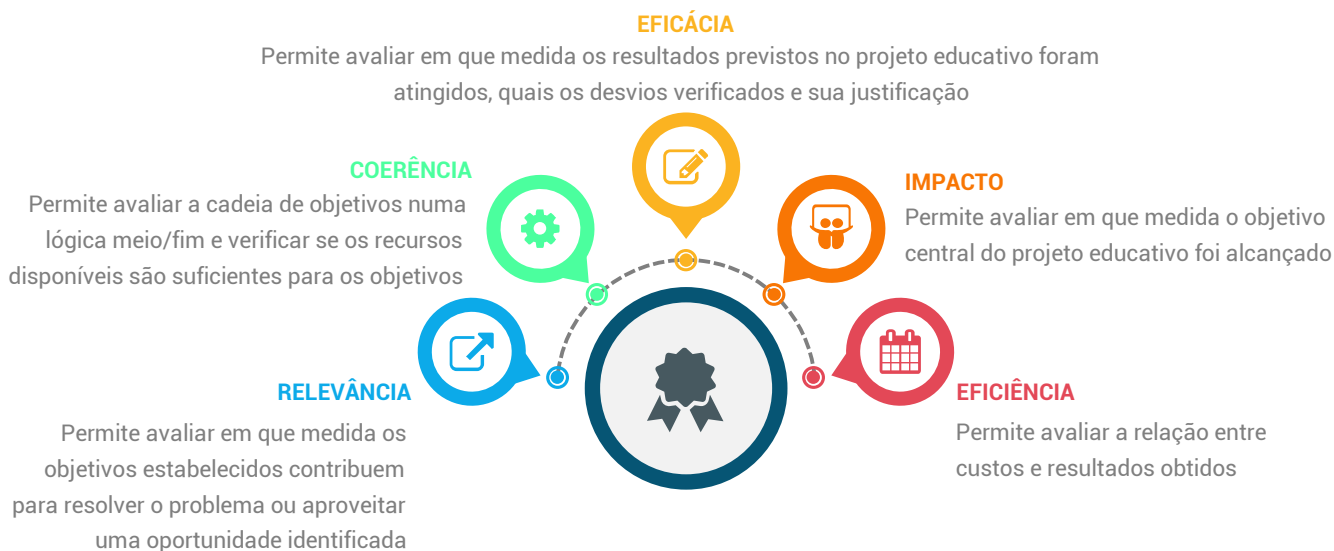 EFICÁCIA
Permite avaliar em que medida os resultados previstos no projeto educativo foram
atingidos, quais os desvios verificados e sua justificação
COERÊNCIA
Permite avaliar a cadeia de objetivos numa
lógica meio/fim e verificar se os recursos
disponíveis são suficientes para os objetivos
IMPACTO
Permite avaliar em que medida o objetivo
central do projeto educativo foi alcançado
RELEVÂNCIA
Permite avaliar em que medida os
objetivos estabelecidos contribuem
para resolver o problema ou aproveitar
uma oportunidade identificada
EFICIÊNCIA
Permite avaliar a relação entre
custos e resultados obtidos